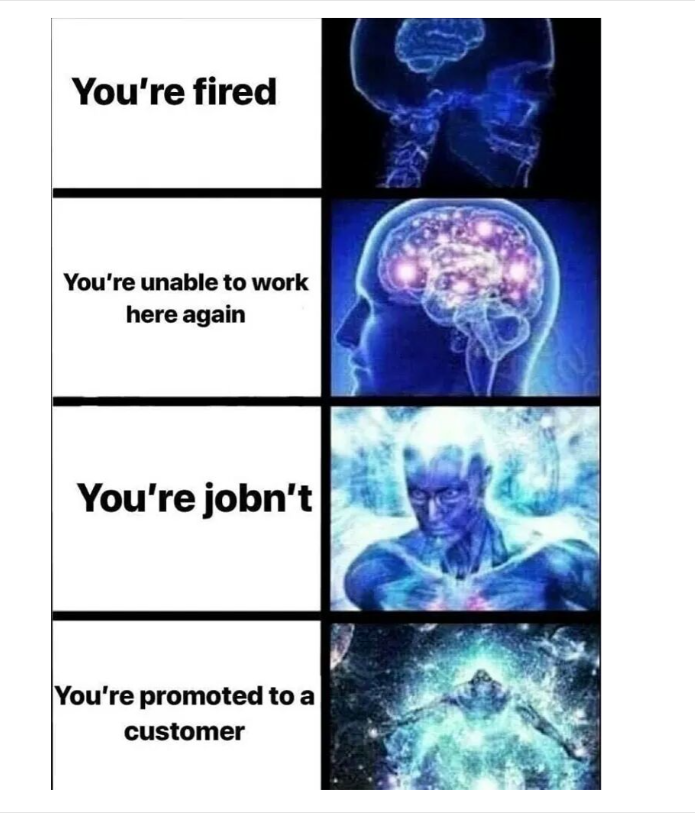 You're fired
You're unable to work
here again
You're jobn't
You're promoted to a
customer